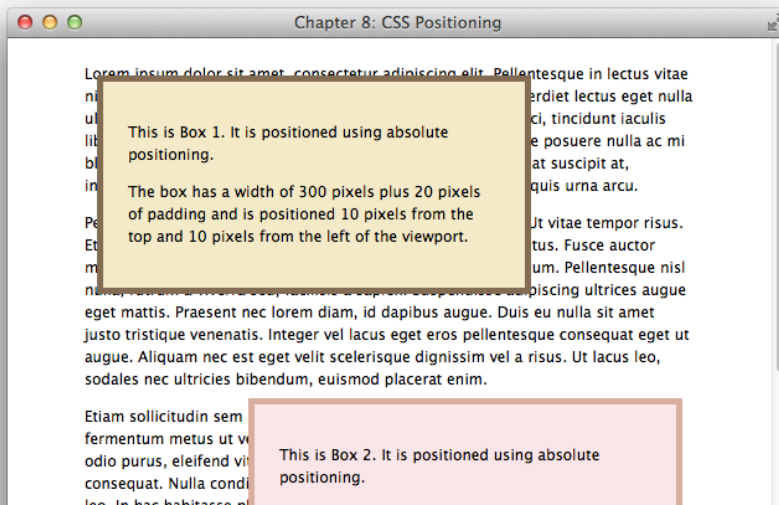 Chapter 8: CSS Positioning
Lorem ipsum dolor sit amet, consectetur adipiscing elit. Pellentesque in lectus vitae
erdiet lectus eget nulla
ci, tincidunt iaculis
e posuere nulla ac mi
at suscipit at,
quis urna arcu.
This is Box 1. It is positioned using absolute
positioning.
The box has a width of 300 pixels plus 20 pixels
of padding and is positioned 10 pixels from the
top and 10 pixels from the left of the viewport.
Ut vitae tempor risus.
tus. Fusce auctor
um. Pellentesque nisl
adipiscing ultrices augue
eget mattis. Praesent nec lorem diam, id dapibus augue. Duis eu nulla sit amet
justo tristique venenatis. Integer vel lacus eget eros pellentesque consequat eget ut
augue. Aliquam nec est eget velit scelerisque dignissim vel a risus. Ut lacus leo,
sodales nec ultricies bibendum, euismod placerat enim.
Etiam sollicitudin sem
fermentum metus ut ve
odio purus, eleifend vit
consequat. Nulla condi
leo. In hac habitasse pl
This is Box 2. It is positioned using absolute
positioning.